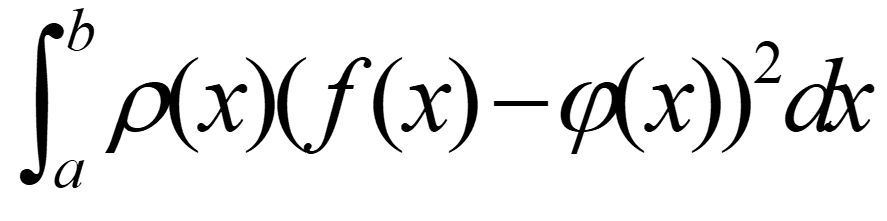 ∫_a^b ρ(x)(f(x) − φ(x))² dx